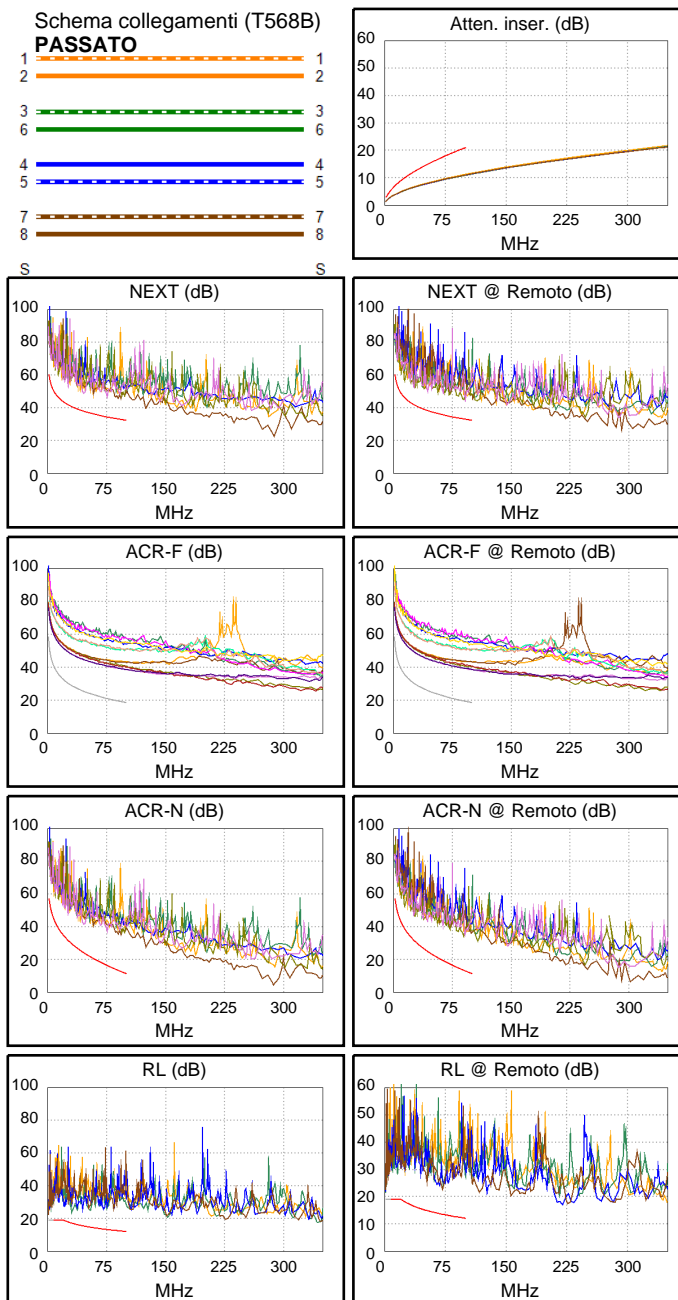 Schema collegamenti (T568B)
PASSATO
1 1
2 2
3 3
6 6
4 4
5 5
7 7
8 8
S S
Atten. inser. (dB)
60
50
40
30
20
10
0
0 75 150 225 300
MHz
NEXT (dB)
100
80
60
40
20
0
0 75 150 225 300
MHz
NEXT @ Remoto (dB)
100
80
60
40
20
0
0 75 150 225 300
MHz
ACR-F (dB)
100
80
60
40
20
0
0 75 150 225 300
MHz
ACR-F @ Remoto (dB)
100
80
60
40
20
0
0 75 150 225 300
MHz
ACR-N (dB)
100
80
60
40
20
0
0 75 150 225 300
MHz
ACR-N @ Remoto (dB)
100
80
60
40
20
0
0 75 150 225 300
MHz
RL (dB)
100
80
60
40
20
0
0 75 150 225 300
MHz
RL @ Remoto (dB)
60
50
40
30
20
10
0
0 75 150 225 300
MHz